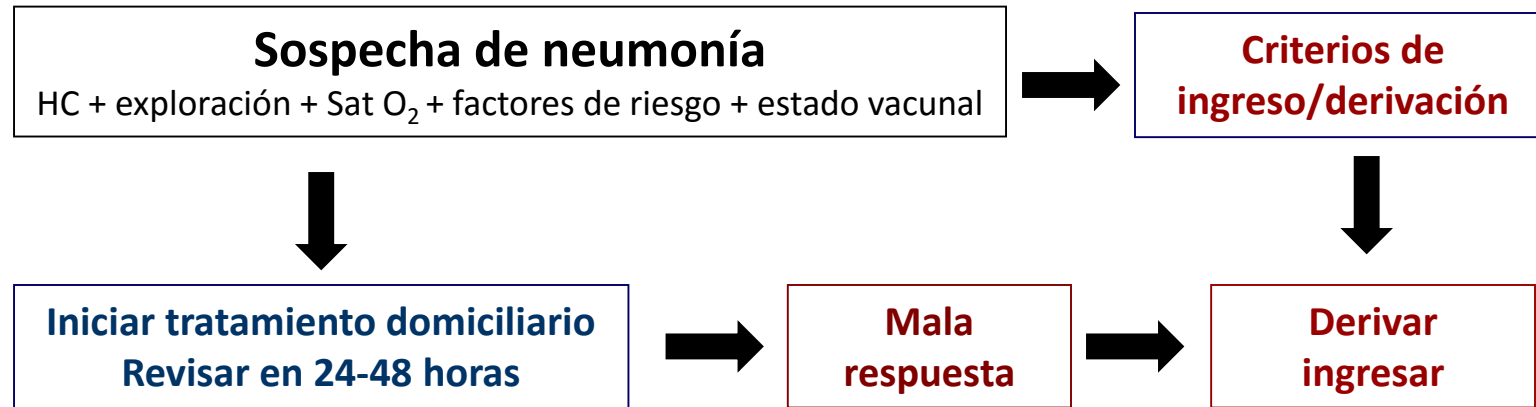 Sospecha de neumonía
HC + exploración + Sat O₂ + factores de riesgo + estado vacunal
Criterios de
ingreso/derivación
Iniciar tratamiento domiciliario
Revisar en 24-48 horas
Mala
respuesta
Derivar
ingresar